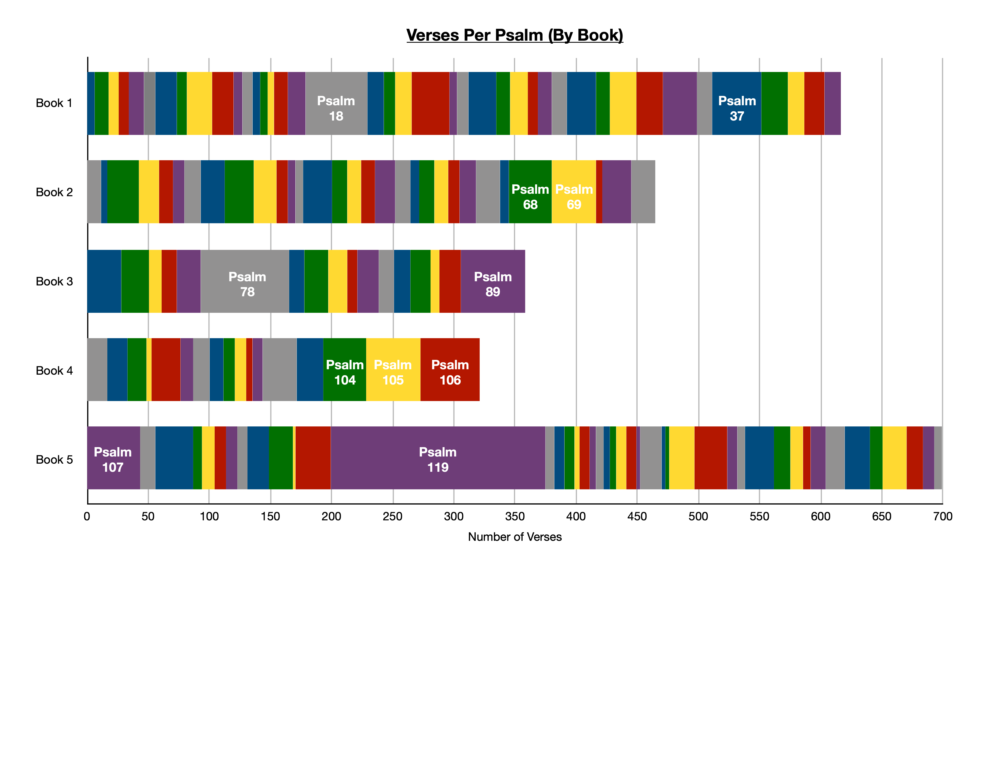 Verses Per Psalm (By Book)
Book 1
Psalm
18
Psalm
37
Book 2
Psalm
68
Psalm
69
Book 3
Psalm
78
Psalm
89
Book 4
Psalm
104
Psalm
105
Psalm
106
Book 5
Psalm
107
Psalm
119
0 50 100 150 200 250 300 350 400 450 500 550 600 650 700
Number of Verses